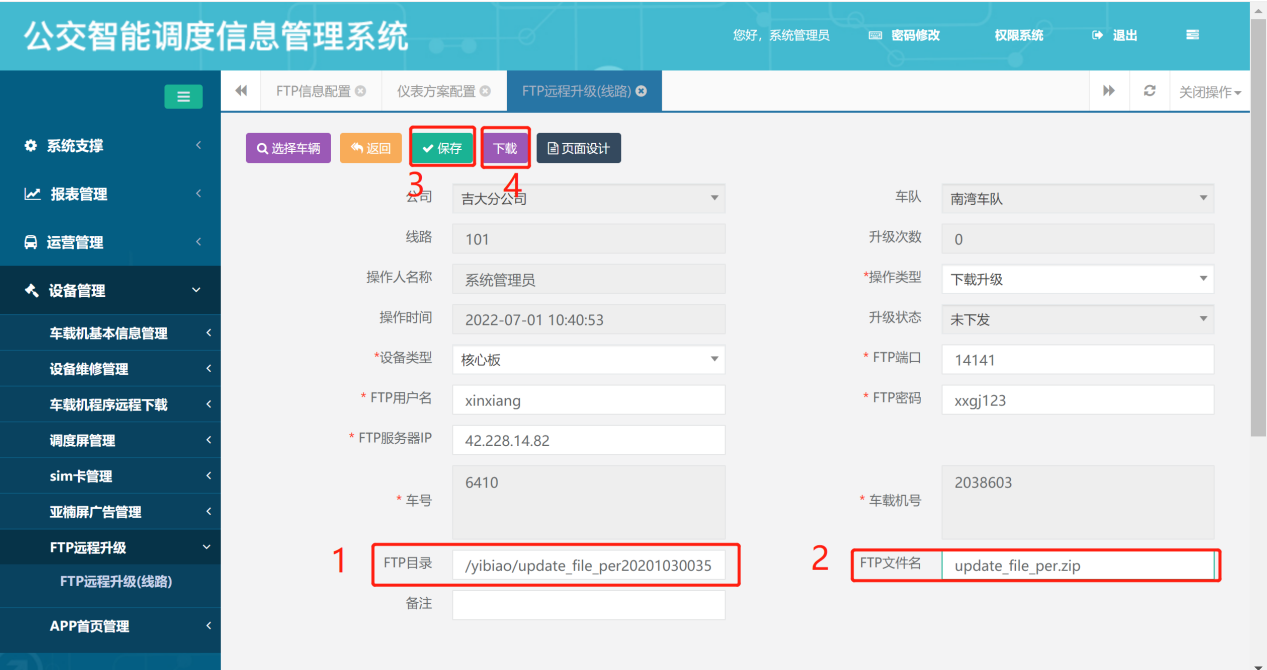 公交智能调度信息管理系统
您好，系统管理员 密码修改 权限系统 退出
FTP信息配置 仪表方案配置 FTP远程升级(线路) 关闭操作
系统支撑
报表管理
运营管理
设备管理
车载机基本信息管理
设备维修管理
车载机程序远程下载
调度屏管理
sim卡管理
亚楠屏广告管理
FTP远程升级
FTP远程升级(线路)
APP首页管理
选择车辆 返回 保存 下载 页面设计
3 4
公司 吉大分公司 车队 南湾车队
线路 101 升级次数 0
操作人名称 系统管理员 *操作类型 下载升级
操作时间 2022-07-01 10:40:53 升级状态 未下发
*设备类型 核心板 * FTP端口 14141
* FTP用户名 xinxiang * FTP密码 xxgj123
* FTP服务器IP 42.228.14.82
* 车号 6410 * 车载机号 2038603
1 FTP目录 /yibiao/update_file_per20201030035 2 FTP文件名 update_file_per.zip
备注